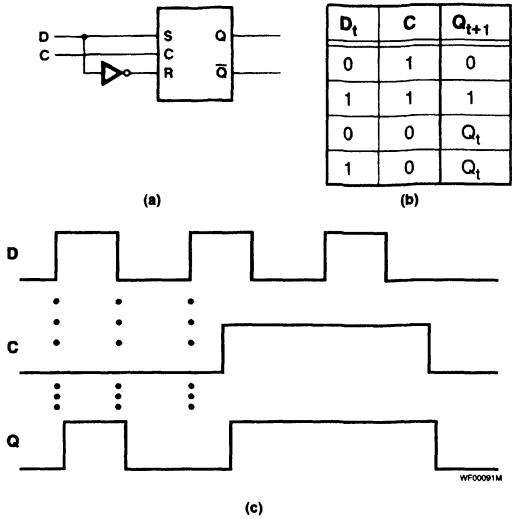 D S Q
C C
R Q̅
(a)
Dₜ C Qₜ₊₁
0 1 0
1 1 1
0 0 Qₜ
1 0 Qₜ
(b)
D
C
Q
WF00091M
(c)